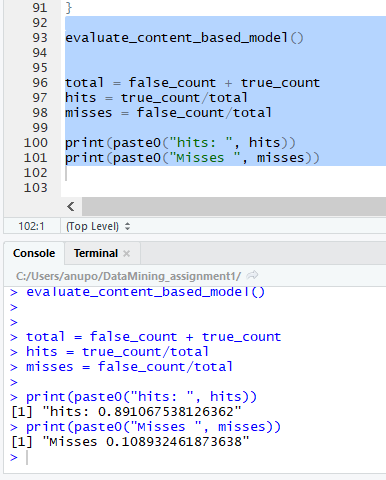 91 }
92
93 evaluate_content_based_model()
94
95
96 total = false_count + true_count
97 hits = true_count/total
98 misses = false_count/total
99
100 print(paste0("hits: ", hits))
101 print(paste0("Misses ", misses))
102
103
102:1 (Top Level)
Console Terminal
C:/Users/anupo/DataMining_assignment1/
> evaluate_content_based_model()
>
>
> total = false_count + true_count
> hits = true_count/total
> misses = false_count/total
>
> print(paste0("hits: ", hits))
[1] "hits: 0.891067538126362"
> print(paste0("Misses ", misses))
[1] "Misses 0.108932461873638"
>